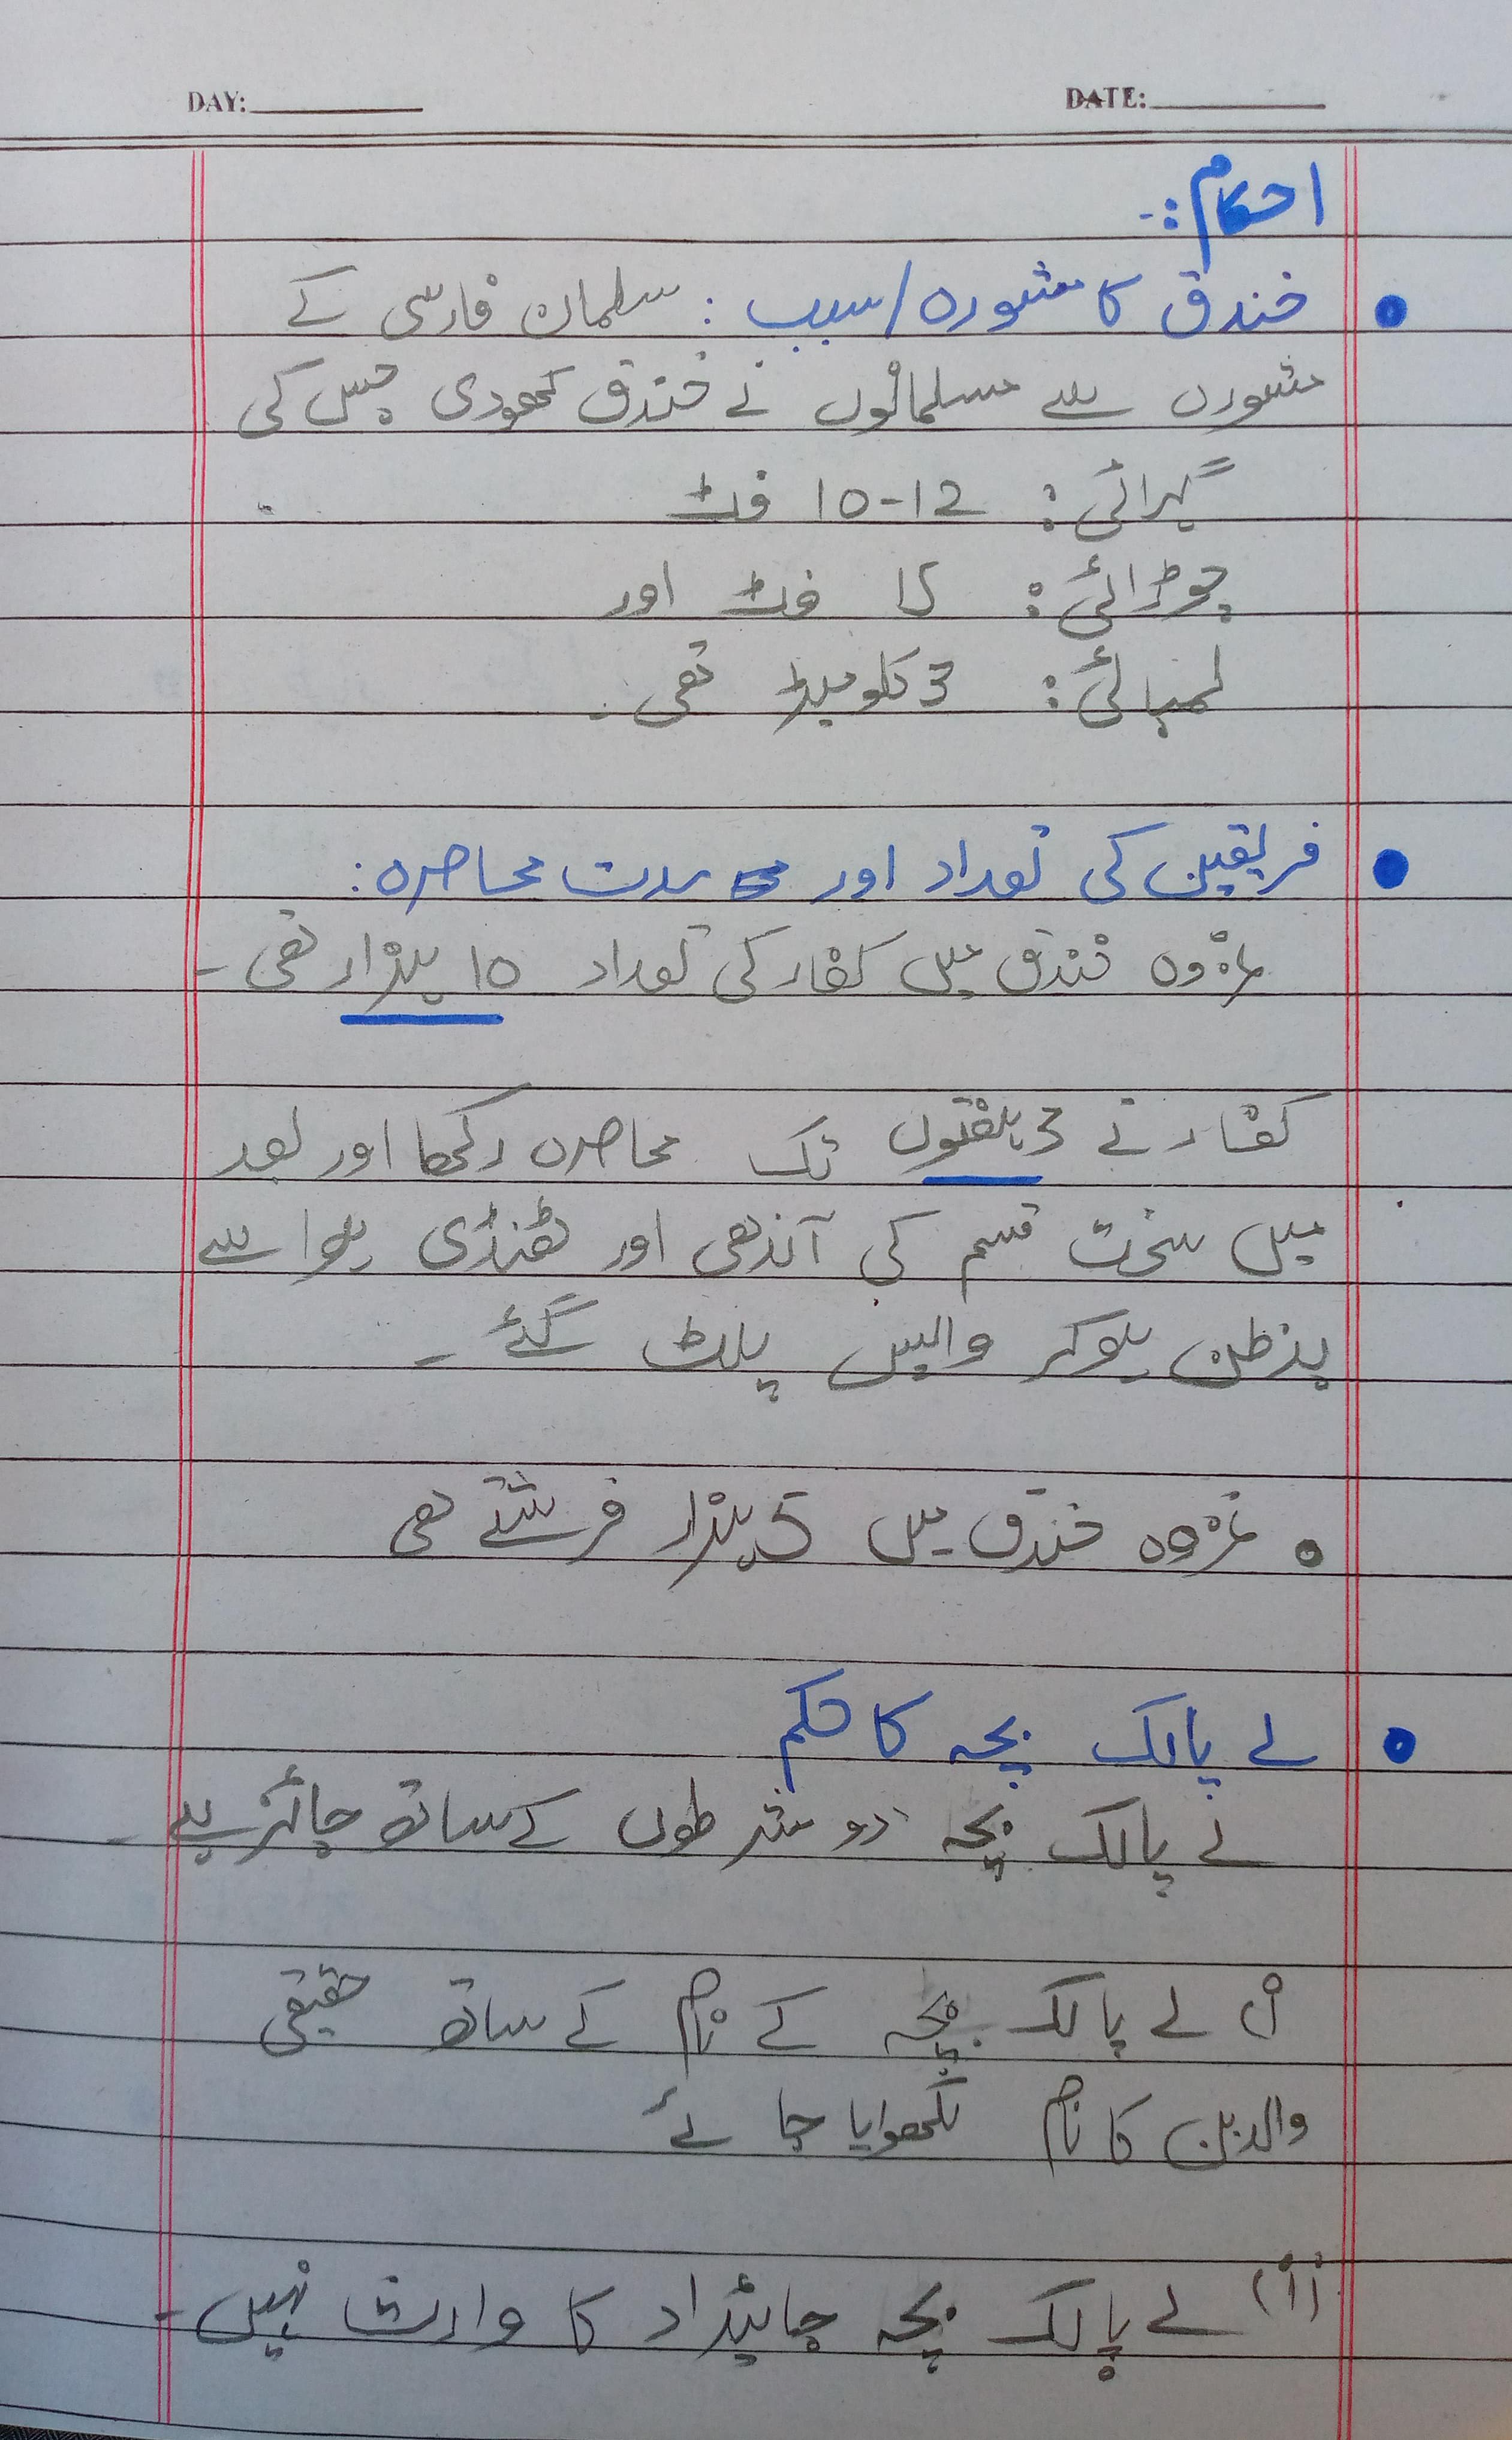 DAY:
DATE:
احکام :-
• خندق کا مشورہ / سبب : سلمان فارسی کے
مشورہ سے مسلمانوں نے خندق کھودی جس کی
گہرائی : 10-12 فٹ
چوڑائی : 15 فٹ اور
لمبائی : 3 کلومیٹر تھی ۔
• فریقین کی تعداد اور مدت محاصرہ :
غزوہ خندق میں کفار کی تعداد 10 ہزار تھی ۔
کفار نے 3 ہفتوں تک محاصرہ رکھا اور بعد
میں سخت قسم کی آندھی اور ٹھنڈی ہوا سے
بدظن ہوکر واپس پلٹ گئے ۔
• غزوہ خندق میں 5 ہزار فرشتے تھی
• لے پالک بچہ کا حکم
لے پالک بچہ دو شرطوں کے ساتھ جائز ہے ۔
(i) لے پالک بچہ کے نام کے ساتھ حقیقی
والدین کا نام لکھوایا جائے
(ii) لے پالک بچہ جائیداد کا وارث نہیں ۔